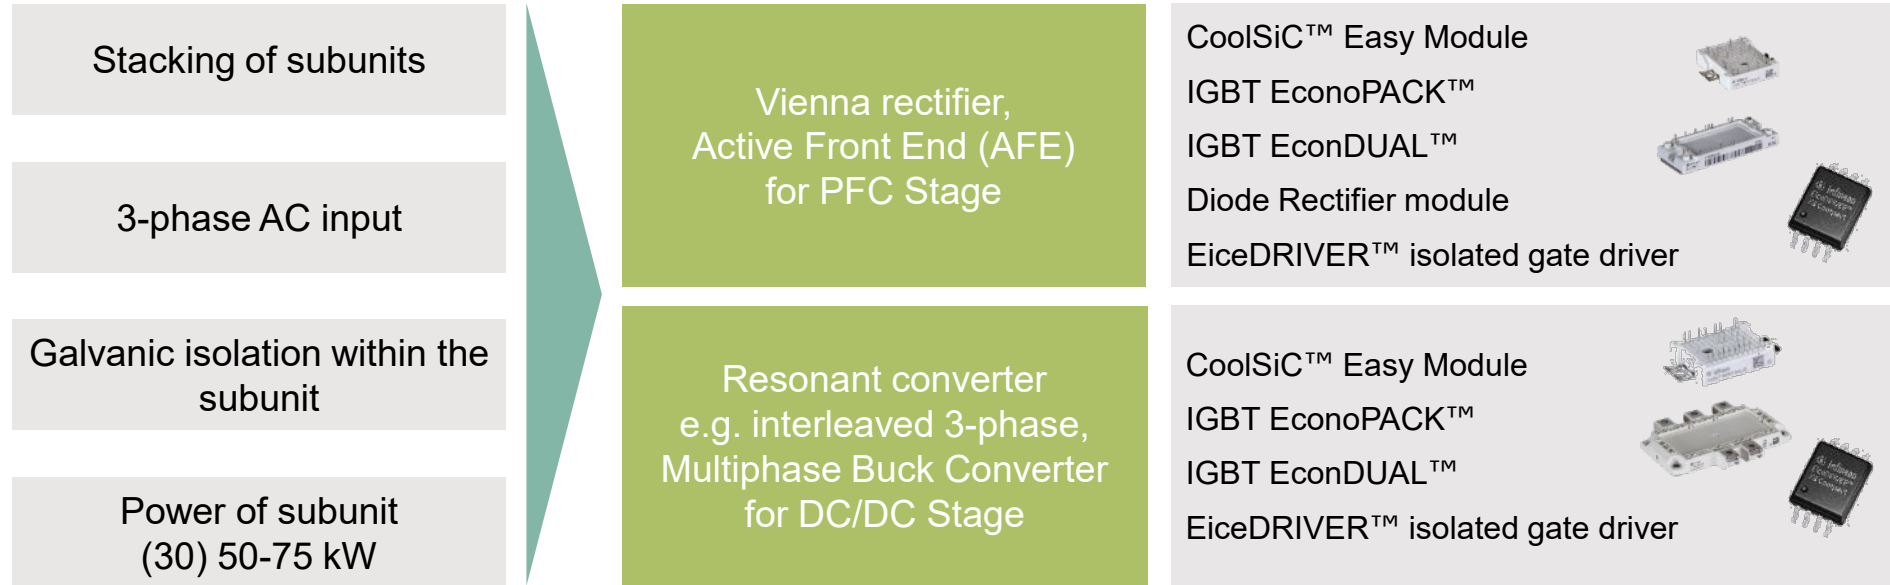 Stacking of subunits
3-phase AC input
Galvanic isolation within the
subunit
Power of subunit
(30) 50-75 kW
Vienna rectifier,
Active Front End (AFE)
for PFC Stage
Resonant converter
e.g. interleaved 3-phase,
Multiphase Buck Converter
for DC/DC Stage
CoolSiC™ Easy Module
IGBT EconoPACK™
IGBT EconDUAL™
Diode Rectifier module
EiceDRIVER™ isolated gate driver
infineon
CoolSiC™ Easy Module
IGBT EconoPACK™
IGBT EconDUAL™
EiceDRIVER™ isolated gate driver
infineon